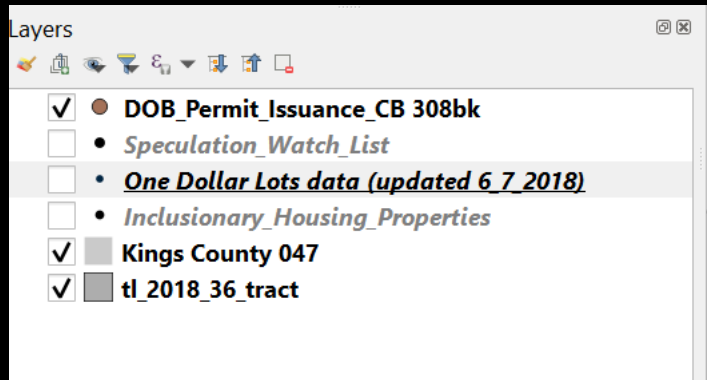 Layers
DOB_Permit_Issuance_CB 308bk
Speculation_Watch_List
One Dollar Lots data (updated 6_7_2018)
Inclusionary_Housing_Properties
Kings County 047
tl_2018_36_tract